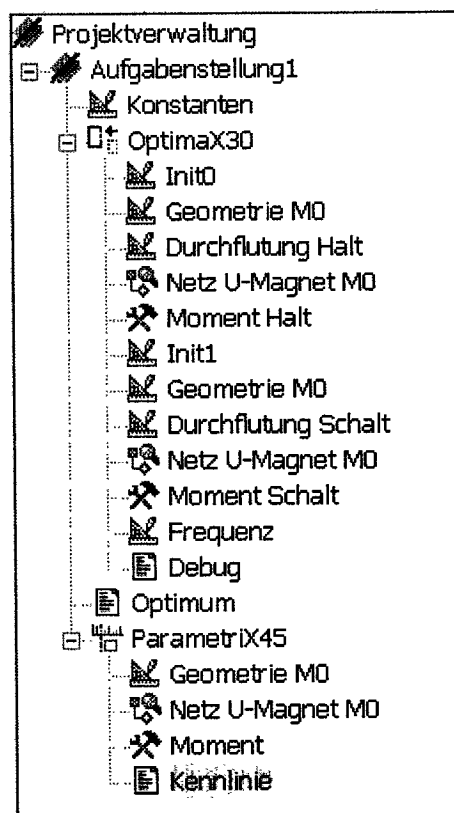 Projektverwaltung
Aufgabenstellung1
Konstanten
OptimaX30
Init0
Geometrie M0
Durchflutung Halt
Netz U-Magnet M0
Moment Halt
Init1
Geometrie M0
Durchflutung Schalt
Netz U-Magnet M0
Moment Schalt
Frequenz
Debug
Optimum
ParametriX45
Geometrie M0
Netz U-Magnet M0
Moment
Kennlinie